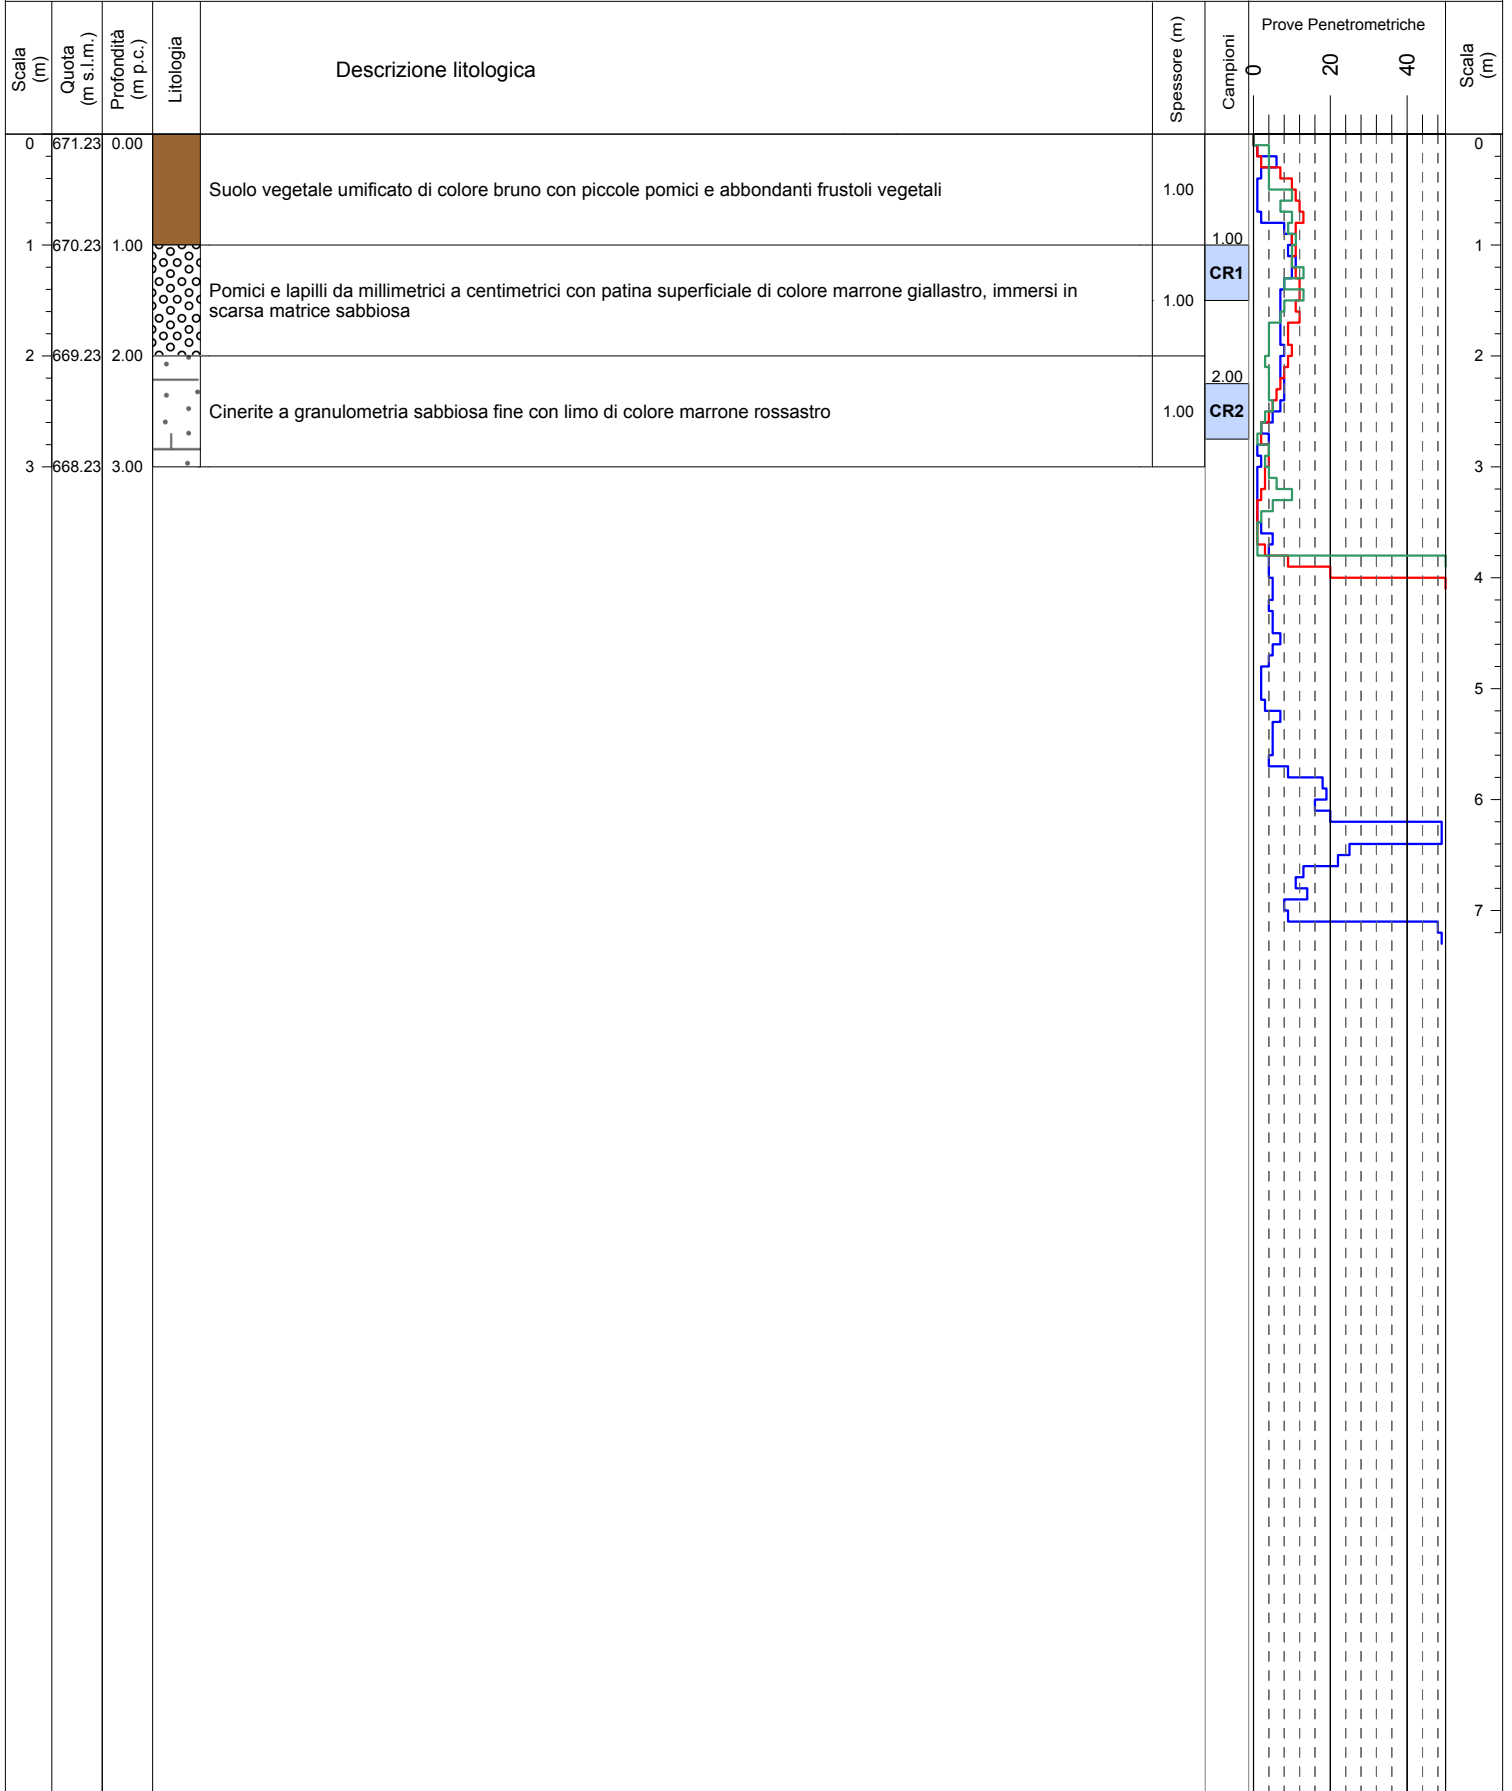 Scala
(m)
Quota
(m s.l.m.)
Profondità
(m p.c.)
Litologia
Descrizione litologica
Spessore (m)
Campioni
Prove Penetrometriche
0
20
40
Scala
(m)
0
671.23
0.00
Suolo vegetale umificato di colore bruno con piccole pomici e abbondanti frustoli vegetali
1.00
0
1
670.23
1.00
1.00
1
CR1
Pomici e lapilli da millimetrici a centimetrici con patina superficiale di colore marrone giallastro, immersi in
scarsa matrice sabbiosa
1.00
2
669.23
2.00
2.00
2
CR2
Cinerite a granulometria sabbiosa fine con limo di colore marrone rossastro
1.00
3
668.23
3.00
3
4
5
6
7